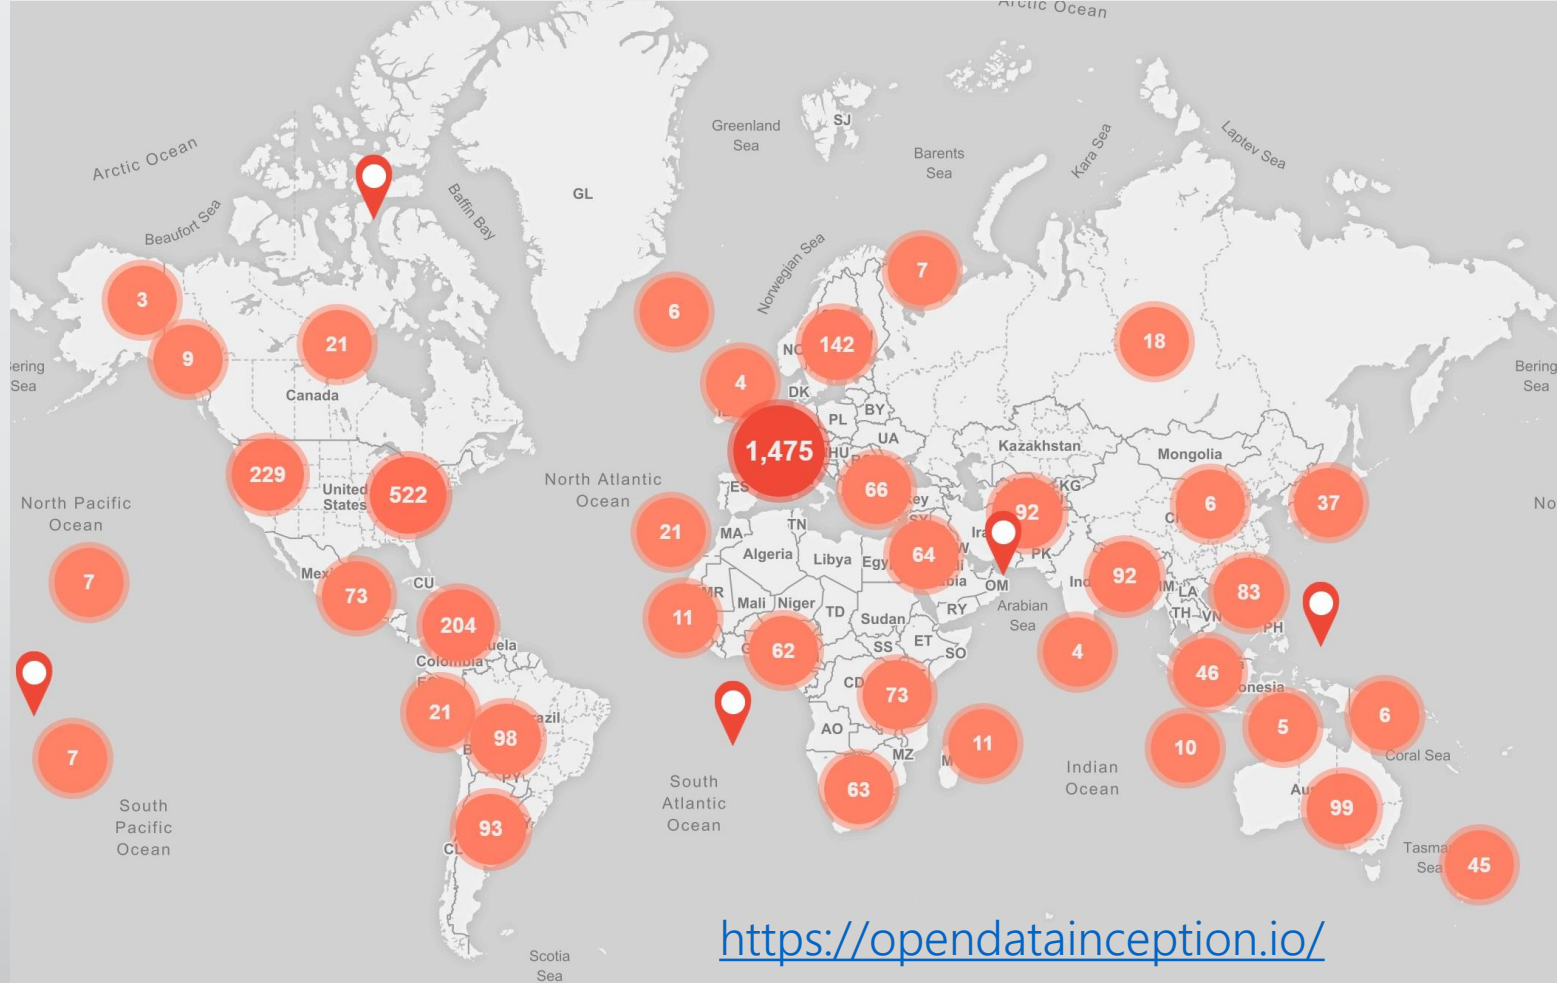 Arctic Ocean
Greenland
Sea
SJ
Barents
Sea
Kara Sea
Laptev Sea
Arctic Ocean
Beaufort Sea
Baffin Bay
GL
Norwegian Sea
7
3
6
9
21
142
18
Bering
Sea
4
NO
DK
Canada
PL
BY
UA
1,475
HU
Kazakhstan
Mongolia
229
United
States
522
North Atlantic
Ocean
ES
66
KG
92
6
37
North Pacific
Ocean
21
MA
TN
Algeria
Libya
64
PK
7
CU
73
11
Mali
Niger
TD
Sudan
RY
OM
Arabian
Sea
92
LA
TH
VN
83
PH
204
Colombia
62
SS
ET
SO
4
46
21
98
CD
73
AO
MZ
11
Indian
Ocean
10
5
6
Coral Sea
7
PY
South
Pacific
Ocean
South
Atlantic
Ocean
63
93
99
45
Sea
Scotia
Sea
https://opendatainception.io/